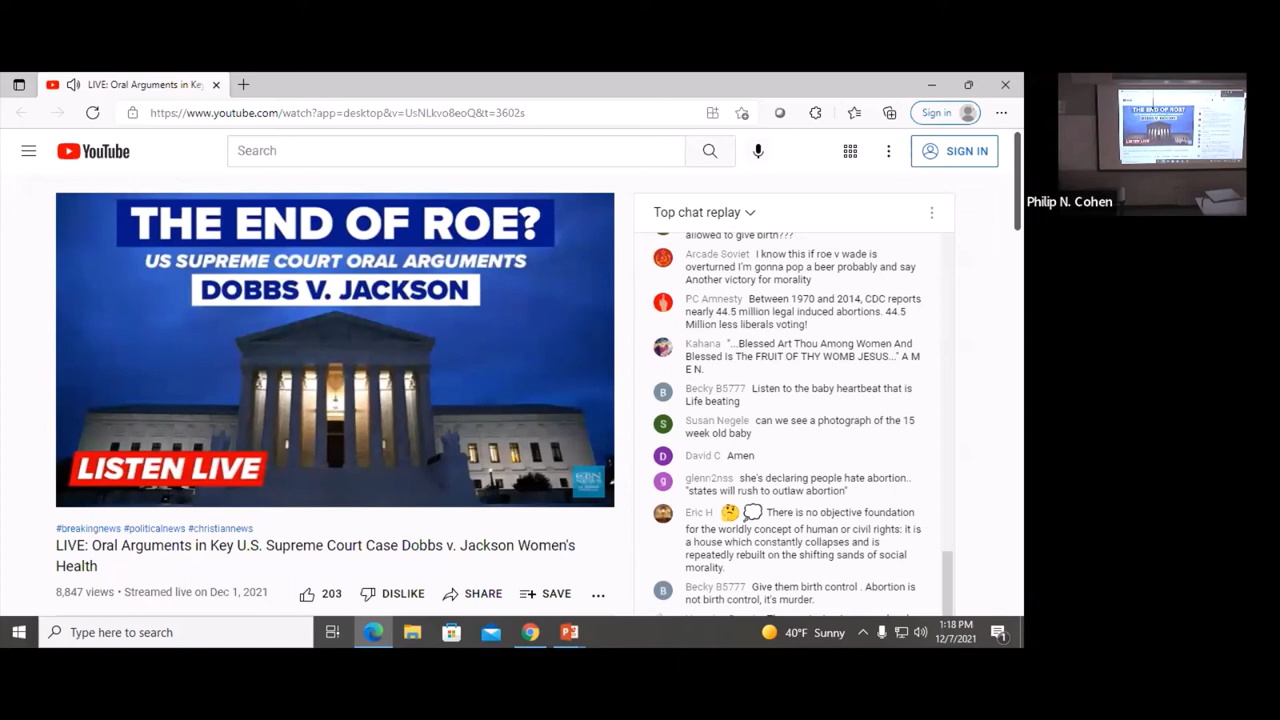 LIVE: Oral Arguments in Key
https://www.youtube.com/watch?app=desktop&v=UsNLkvo8eoQ&t=3602s
Sign in
YouTube
Search
SIGN IN
THE END OF ROE?
US SUPREME COURT ORAL ARGUMENTS
DOBBS V. JACKSON
LISTEN LIVE
CBN
NEWS
#breakingnews #politicalnews #christiannews
LIVE: Oral Arguments in Key U.S. Supreme Court Case Dobbs v. Jackson Women's
Health
8,847 views • Streamed live on Dec 1, 2021
203
DISLIKE
SHARE
SAVE
Top chat replay
allowed to give birth???
Arcade Soviet I know this if roe v wade is
overturned I'm gonna pop a beer probably and say
Another victory for morality
PC Amnesty Between 1970 and 2014, CDC reports
nearly 44.5 million legal induced abortions. 44.5
Million less liberals voting!
Kahana "...Blessed Art Thou Among Women And
Blessed Is The FRUIT OF THY WOMB JESUS..." A M
E N.
B
Becky B5777 Listen to the baby heartbeat that is
Life beating
S
Susan Negele can we see a photograph of the 15
week old baby
D
David C Amen
g
glenn2nss she's declaring people hate abortion..
"states will rush to outlaw abortion"
Eric H 🤔 💭 There is no objective foundation
for the worldly concept of human or civil rights: it is
a house which constantly collapses and is
repeatedly rebuilt on the shifting sands of social
morality.
B
Becky B5777 Give them birth control . Abortion is
not birth control, it's murder.
Philip N. Cohen
THE END OF ROE?
Type here to search
40°F Sunny
1:18 PM
12/7/2021
1